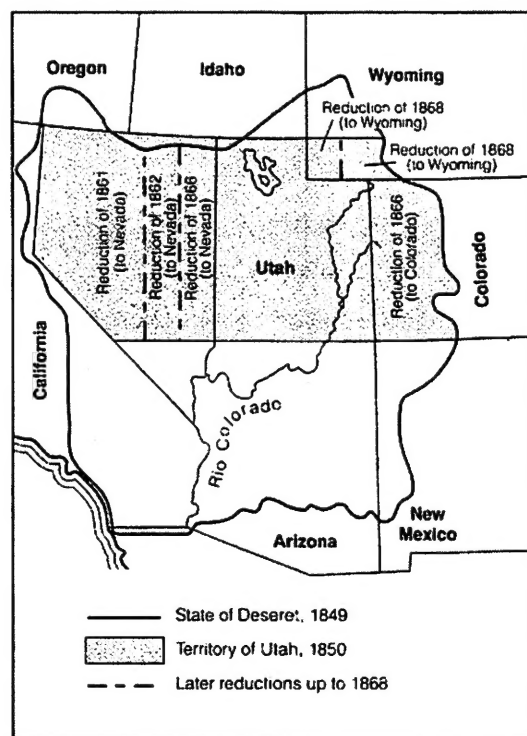 Oregon
Idaho
Wyoming
Reduction of 1868
(to Wyoming)
Reduction of 1868
(to Wyoming)
Reduction of 1861
(to Nevada)
Reduction of 1862
(to Nevada)
Reduction of 1866
(to Nevada)
Utah
Reduction of 1866
(to Colorado)
Colorado
California
Rio Colorado
Arizona
New
Mexico
State of Deseret, 1849
Territory of Utah, 1850
Later reductions up to 1868